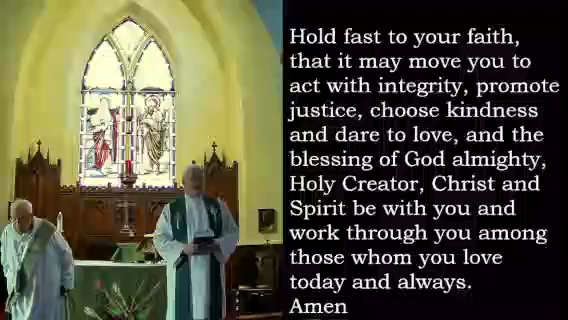 Hold fast to your faith,
that it may move you to
act with integrity, promote
justice, choose kindness
and dare to love, and the
blessing of God almighty,
Holy Creator, Christ and
Spirit be with you and
work through you among
those whom you love
today and always.
Amen